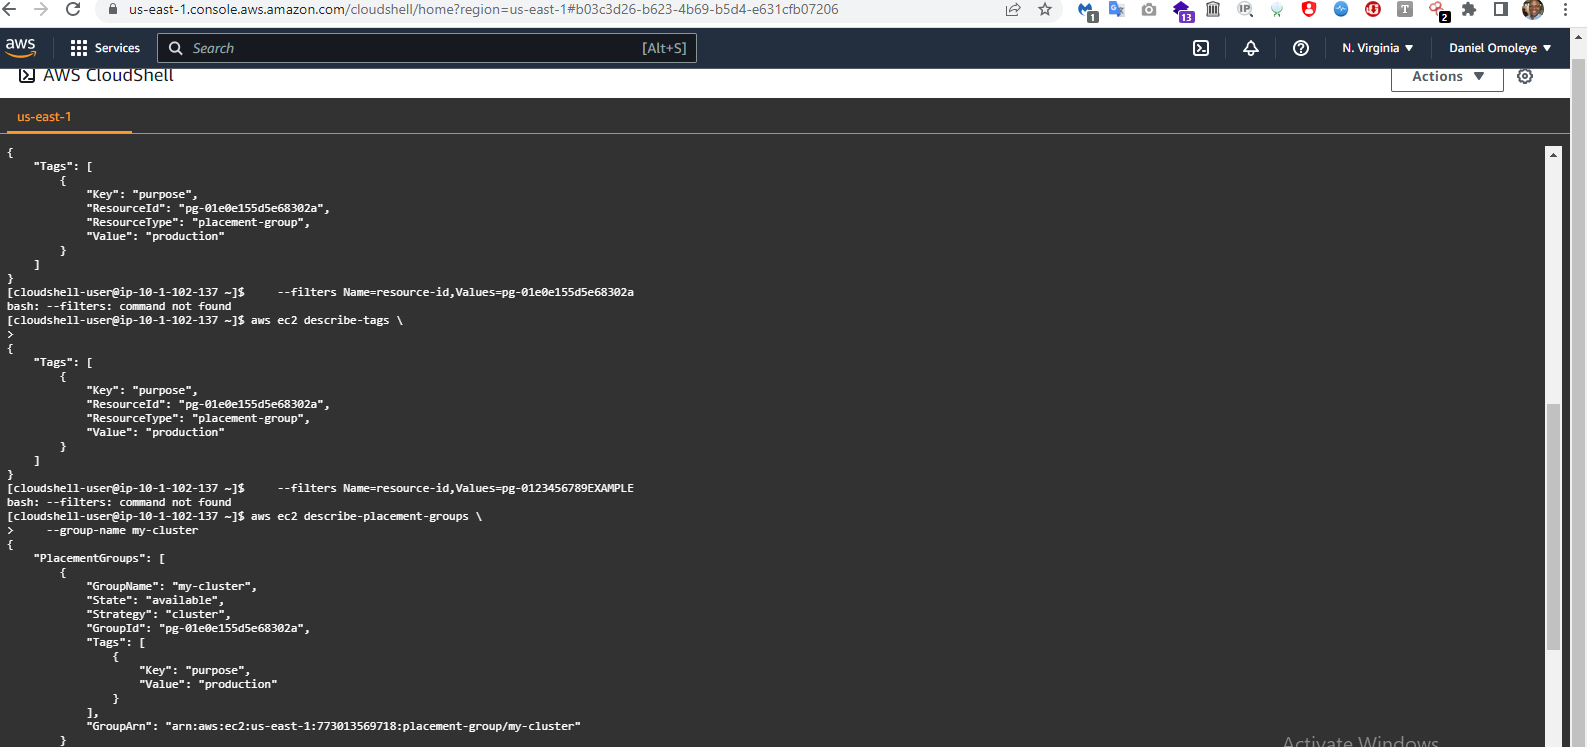 us-east-1.console.aws.amazon.com/cloudshell/home?region=us-east-1#b03c3d26-b623-4b69-b5d4-e631cfb07206
1
13
IP
T
2
aws
Services
Search
[Alt+S]
N. Virginia
Daniel Omoleye
AWS CloudShell
Actions
us-east-1
{
    "Tags": [
        {
            "Key": "purpose",
            "ResourceId": "pg-01e0e155d5e68302a",
            "ResourceType": "placement-group",
            "Value": "production"
        }
    ]
}
[cloudshell-user@ip-10-1-102-137 ~]$     --filters Name=resource-id,Values=pg-01e0e155d5e68302a
bash: --filters: command not found
[cloudshell-user@ip-10-1-102-137 ~]$ aws ec2 describe-tags \
>
{
    "Tags": [
        {
            "Key": "purpose",
            "ResourceId": "pg-01e0e155d5e68302a",
            "ResourceType": "placement-group",
            "Value": "production"
        }
    ]
}
[cloudshell-user@ip-10-1-102-137 ~]$     --filters Name=resource-id,Values=pg-0123456789EXAMPLE
bash: --filters: command not found
[cloudshell-user@ip-10-1-102-137 ~]$ aws ec2 describe-placement-groups \
>     --group-name my-cluster
{
    "PlacementGroups": [
        {
            "GroupName": "my-cluster",
            "State": "available",
            "Strategy": "cluster",
            "GroupId": "pg-01e0e155d5e68302a",
            "Tags": [
                {
                    "Key": "purpose",
                    "Value": "production"
                }
            ],
            "GroupArn": "arn:aws:ec2:us-east-1:773013569718:placement-group/my-cluster"
        }
Activate Windows